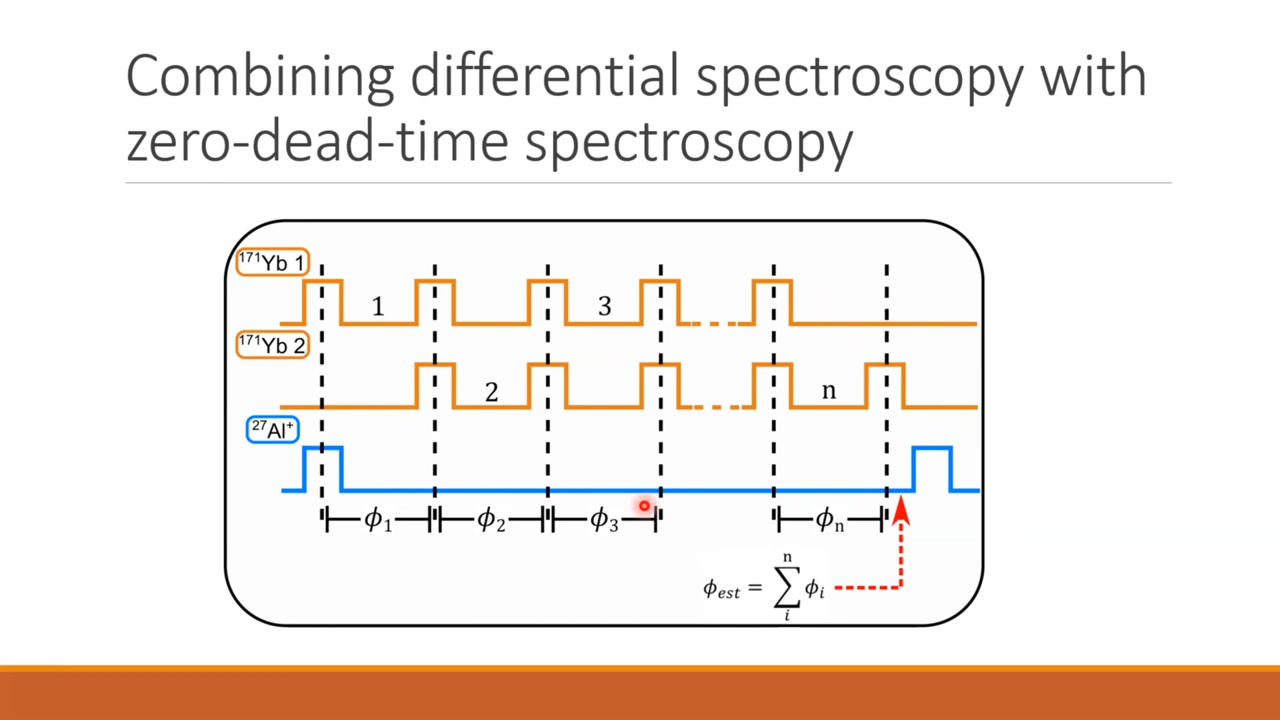 Combining differential spectroscopy with
zero-dead-time spectroscopy
¹⁷¹Yb 1
1
3
¹⁷¹Yb 2
2
n
²⁷Al⁺
ϕ₁
ϕ₂
ϕ₃
ϕₙ
n
ϕ_est = ∑ ϕᵢ
i